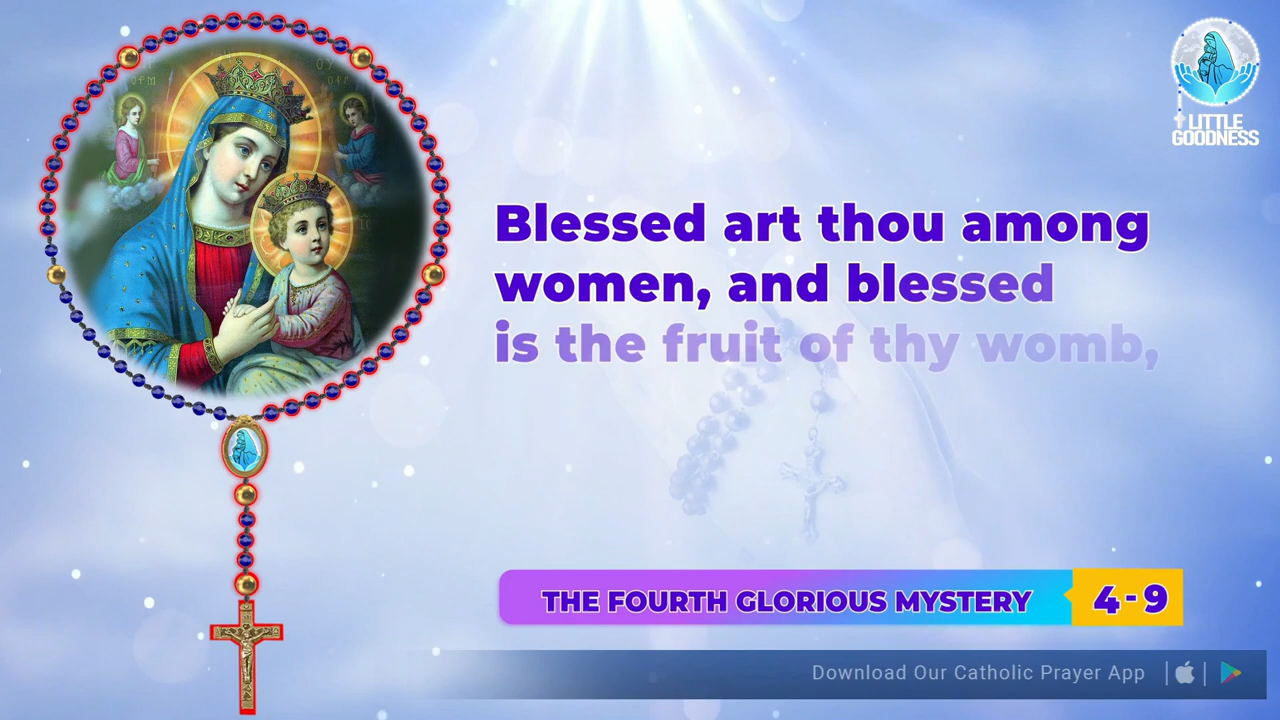 LITTLE
GOODNESS
Blessed art thou among
women, and blessed
is the fruit of thy womb,
THE FOURTH GLORIOUS MYSTERY 4-9
Download Our Catholic Prayer App